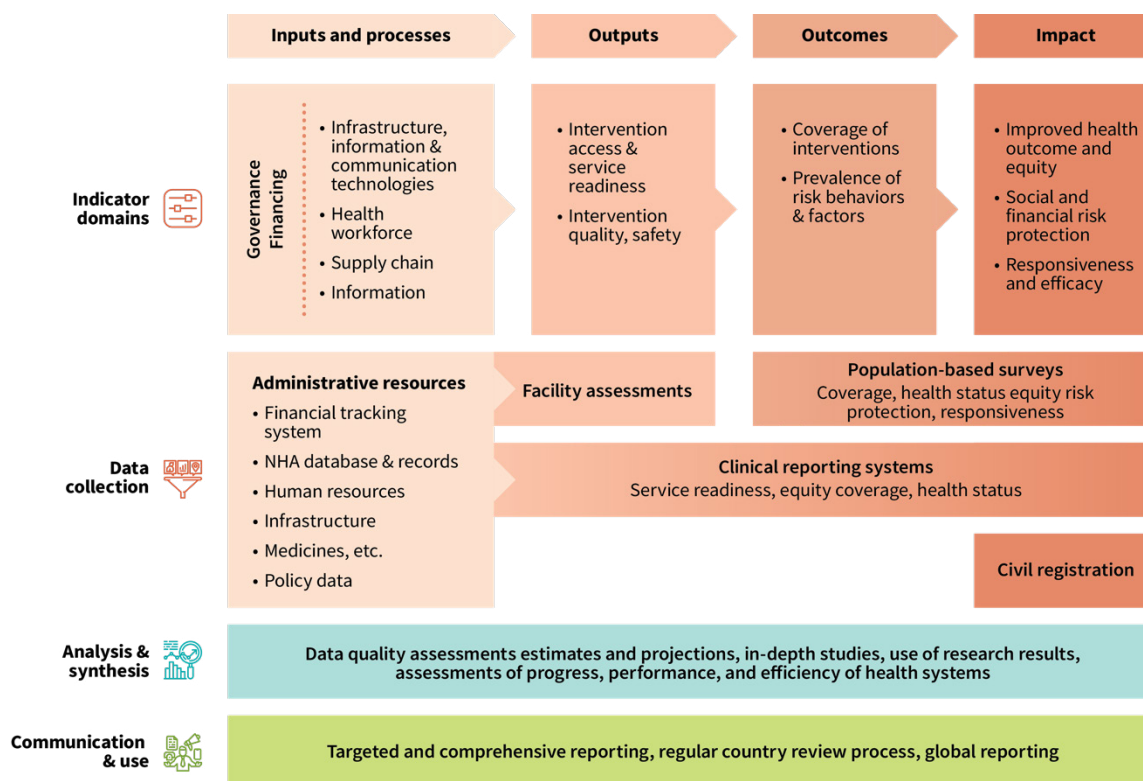 Inputs and processes
Outputs
Outcomes
Impact
Indicator
domains
Governance
Financing
• Infrastructure,
information &
communication
technologies
• Health
workforce
• Supply chain
• Information
• Intervention
access &
service
readiness
• Intervention
quality, safety
• Coverage of
interventions
• Prevalence of
risk behaviors
& factors
• Improved health
outcome and
equity
• Social and
financial risk
protection
• Responsiveness
and efficacy
Data
collection
Administrative resources
• Financial tracking
system
• NHA database & records
• Human resources
• Infrastructure
• Medicines, etc.
• Policy data
Facility assessments
Population-based surveys
Coverage, health status equity risk
protection, responsiveness
Clinical reporting systems
Service readiness, equity coverage, health status
Civil registration
Analysis &
synthesis
Data quality assessments estimates and projections, in-depth studies, use of research results,
assessments of progress, performance, and efficiency of health systems
Communication
& use
Targeted and comprehensive reporting, regular country review process, global reporting